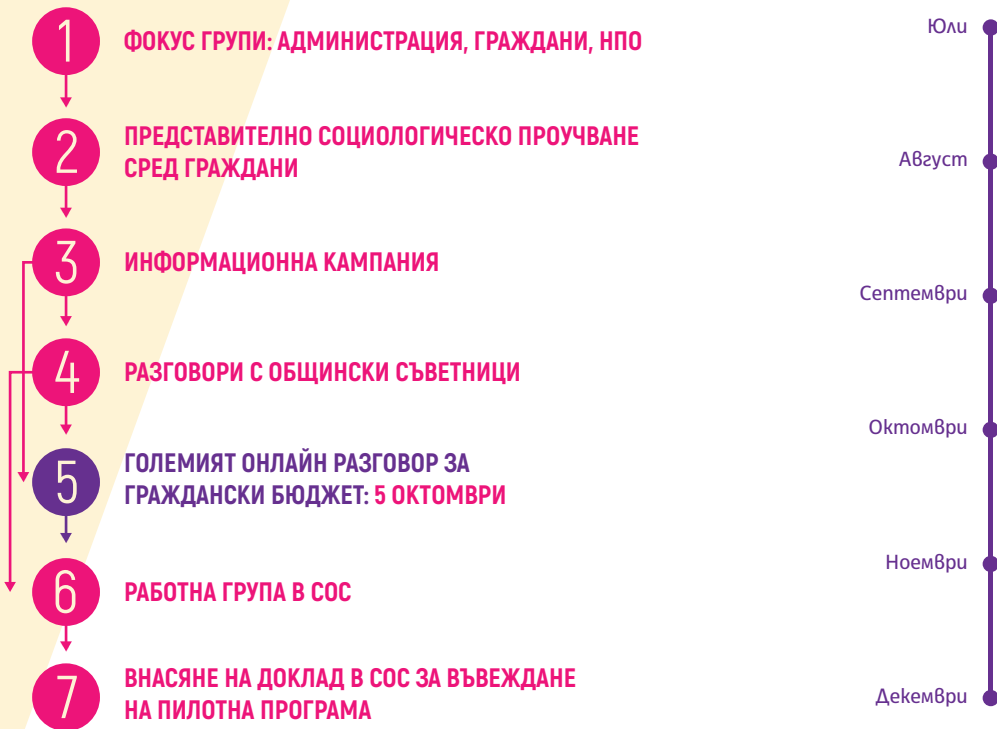 1
ФОКУС ГРУПИ: АДМИНИСТРАЦИЯ, ГРАЖДАНИ, НПО
2
ПРЕДСТАВИТЕЛНО СОЦИОЛОГИЧЕСКО ПРОУЧВАНЕ
СРЕД ГРАЖДАНИ
3
ИНФОРМАЦИОННА КАМПАНИЯ
4
РАЗГОВОРИ С ОБЩИНСКИ СЪВЕТНИЦИ
5
ГОЛЕМИЯТ ОНЛАЙН РАЗГОВОР ЗА
ГРАЖДАНСКИ БЮДЖЕТ: 5 ОКТОМВРИ
6
РАБОТНА ГРУПА В СОС
7
ВНАСЯНЕ НА ДОКЛАД В СОС ЗА ВЪВЕЖДАНЕ
НА ПИЛОТНА ПРОГРАМА
Юли
Август
Септември
Октомври
Ноември
Декември